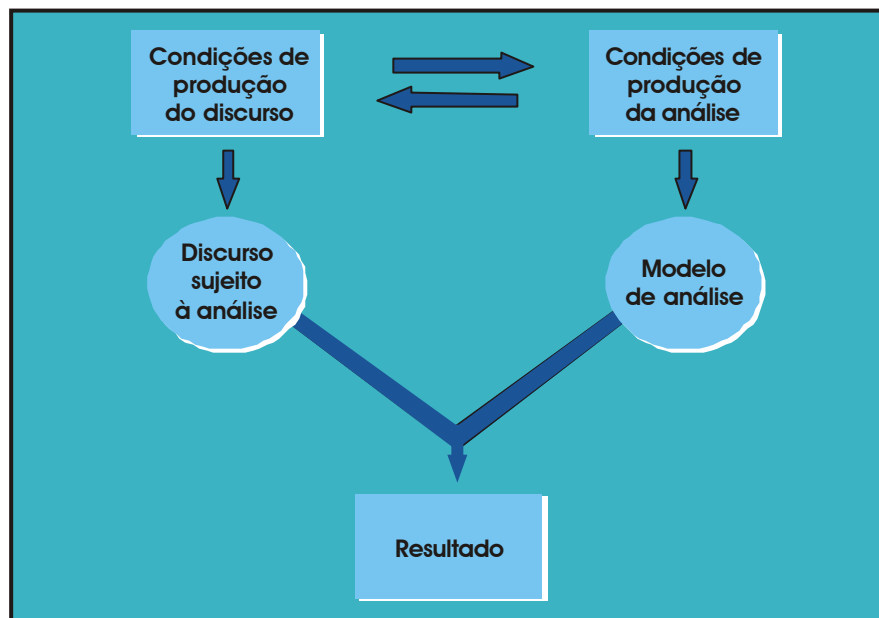 Condições de
produção
do discurso
Condições de
produção
da análise
Discurso
sujeito
à análise
Modelo
de análise
Resultado